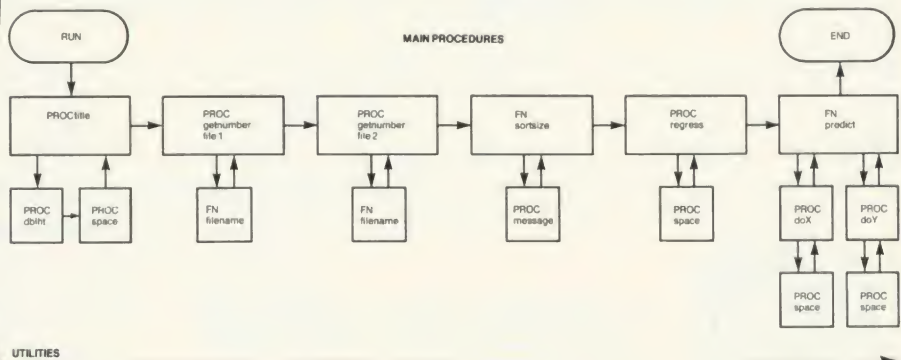 RUN
MAIN PROCEDURES
END
PROCtitle
PROC
getnumber
file 1
PROC
getnumber
file 2
FN
sortsize
PROC
regress
FN
predict
PROC
dblht
PROC
space
FN
filename
FN
filename
PROC
message
PROC
space
PROC
doX
PROC
doY
PROC
space
PROC
space
UTILITIES